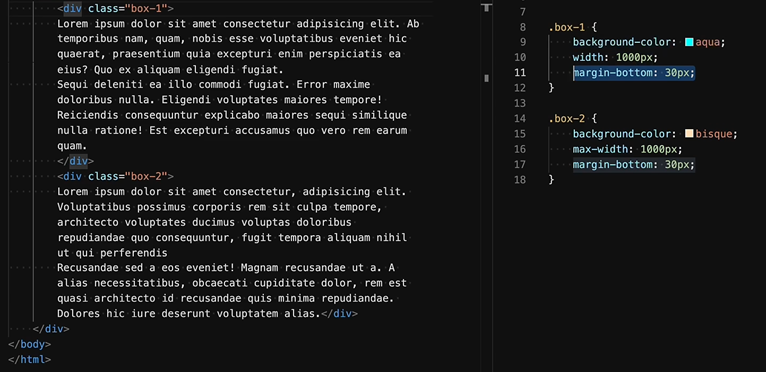 <div class="box-1">
Lorem ipsum dolor sit amet consectetur adipisicing elit. Ab
temporibus nam, quam, nobis esse voluptatibus eveniet hic
quaerat, praesentium quia excepturi enim perspiciatis ea
eius? Quo ex aliquam eligendi fugiat.
Sequi deleniti ea illo commodi fugiat. Error maxime
doloribus nulla. Eligendi voluptates maiores tempore!
Reiciendis consequuntur explicabo maiores sequi similique
nulla ratione! Est excepturi accusamus quo vero rem earum
quam.
</div>
<div class="box-2">
Lorem ipsum dolor sit amet consectetur, adipisicing elit.
Voluptatibus possimus corporis rem sit culpa tempore,
architecto voluptates ducimus voluptas doloribus
repudiandae quo consequuntur, fugit tempora aliquam nihil
ut qui perferendis
Recusandae sed a eos eveniet! Magnam recusandae ut a. A
alias necessitatibus, obcaecati cupiditate dolor, rem est
quasi architecto id recusandae quis minima repudiandae.
Dolores hic iure deserunt voluptatem alias.</div>
</div>
</body>
</html>
7
8 .box-1 {
9 background-color: aqua;
10 width: 1000px;
11 margin-bottom: 30px;
12 }
13
14 .box-2 {
15 background-color: bisque;
16 max-width: 1000px;
17 margin-bottom: 30px;
18 }